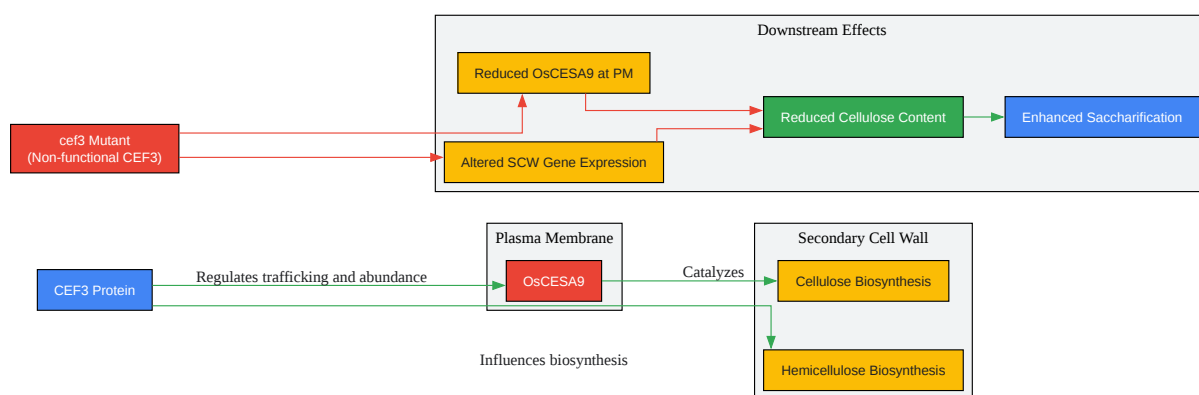 Downstream Effects
Reduced OsCESA9 at PM
cef3 Mutant
(Non-functional CEF3)
Reduced Cellulose Content
Enhanced Saccharification
Altered SCW Gene Expression
Plasma Membrane
Secondary Cell Wall
CEF3 Protein
Regulates trafficking and abundance
OsCESA9
Catalyzes
Cellulose Biosynthesis
Influences biosynthesis
Hemicellulose Biosynthesis